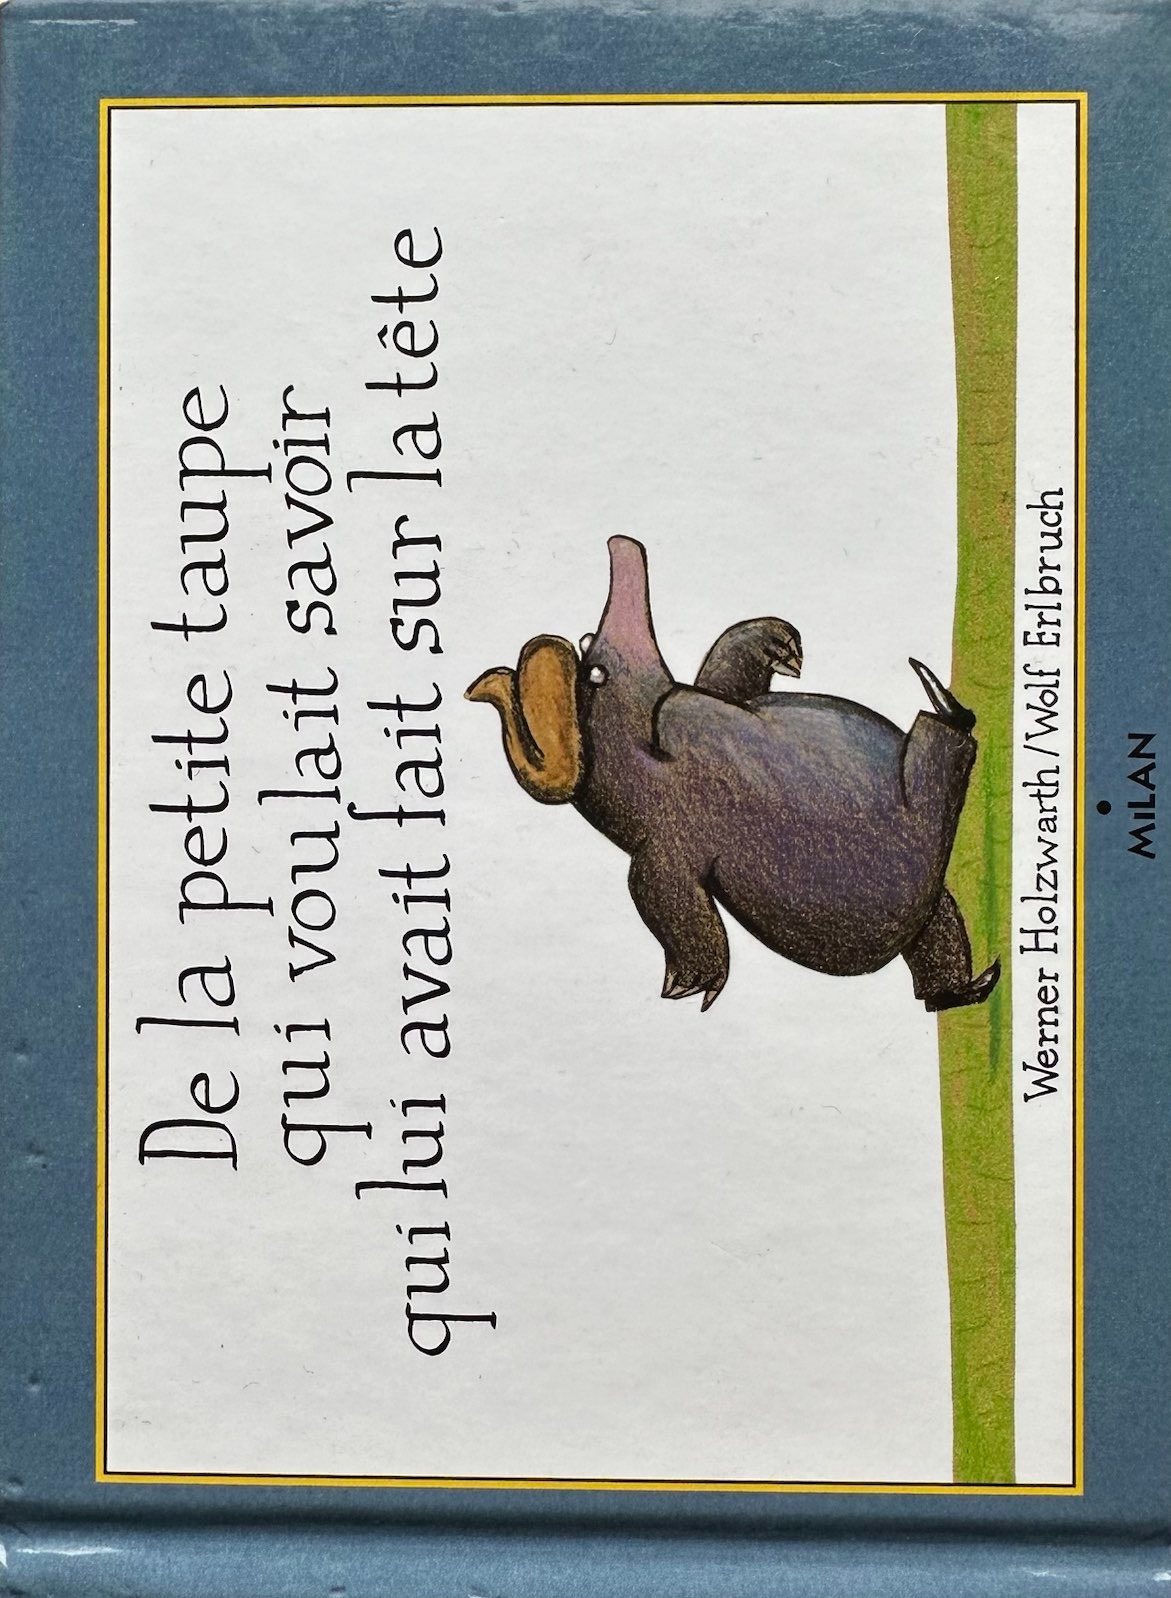 De la petite taupe
qui voulait savoir
qui lui avait fait sur la tête
Werner Holzwarth/Wolf Erlbruch
MiLAN